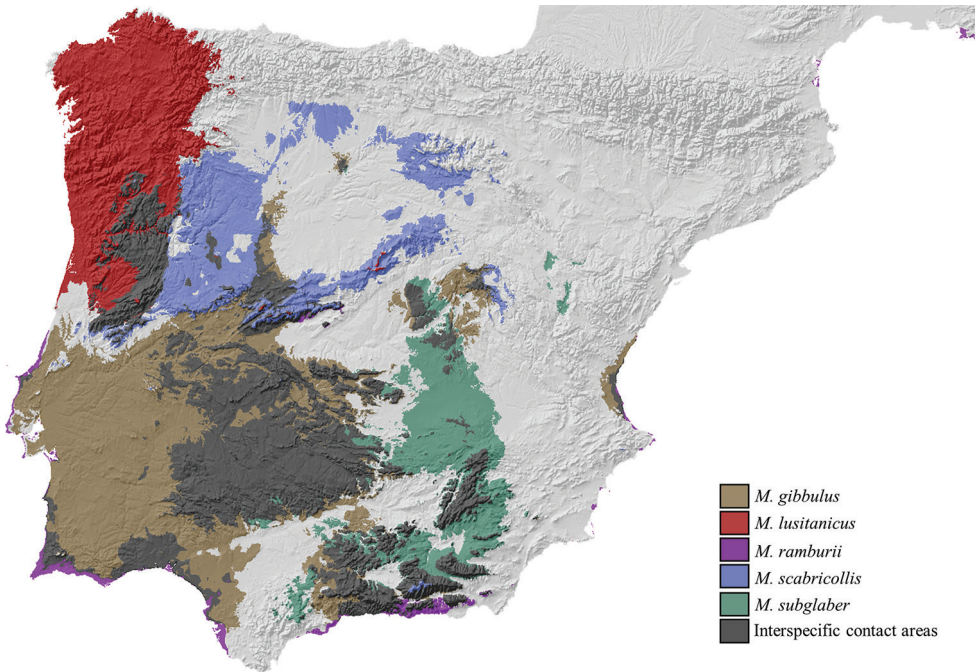 M. gibbulus
M. lusitanicus
M. ramburii
M. scabricollis
M. subglaber
Interspecific contact areas